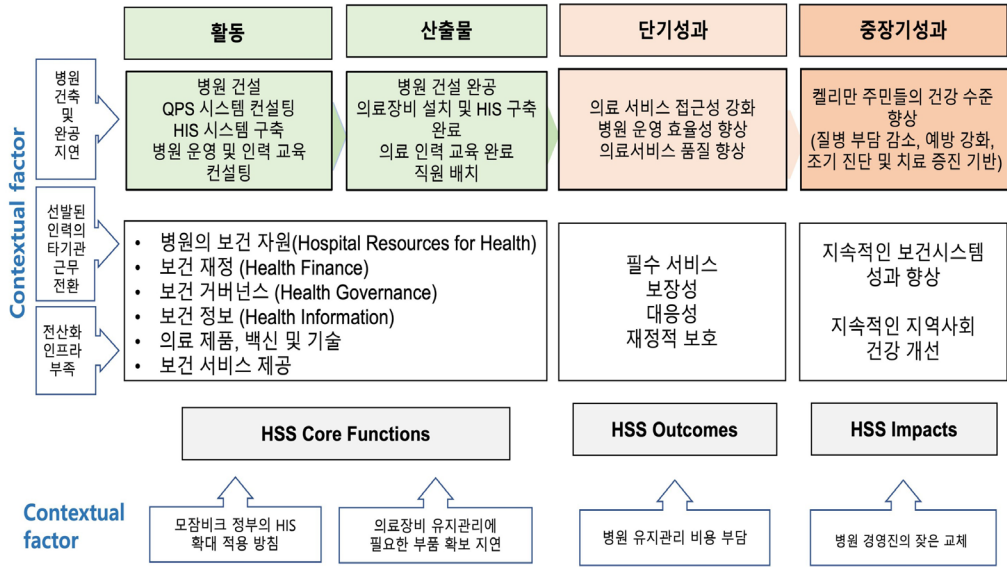 활동
산출물
단기성과
중장기성과
Contextual factor
병원
건축
및
완공
지연
병원 건설
QPS 시스템 컨설팅
HIS 시스템 구축
병원 운영 및 인력 교육
컨설팅
병원 건설 완공
의료장비 설치 및 HIS 구축
완료
의료 인력 교육 완료
직원 배치
의료 서비스 접근성 강화
병원 운영 효율성 향상
의료서비스 품질 향상
켈리만 주민들의 건강 수준
향상
(질병 부담 감소, 예방 강화,
조기 진단 및 치료 증진 기반)
선발된
인력의
타기관
근무
전환
전산화
인프라
부족
• 병원의 보건 자원(Hospital Resources for Health)
• 보건 재정 (Health Finance)
• 보건 거버넌스 (Health Governance)
• 보건 정보 (Health Information)
• 의료 제품, 백신 및 기술
• 보건 서비스 제공
필수 서비스
보장성
대응성
재정적 보호
지속적인 보건시스템
성과 향상
지속적인 지역사회
건강 개선
HSS Core Functions
HSS Outcomes
HSS Impacts
Contextual
factor
모잠비크 정부의 HIS
확대 적용 방침
의료장비 유지관리에
필요한 부품 확보 지연
병원 유지관리 비용 부담
병원 경영진의 잦은 교체